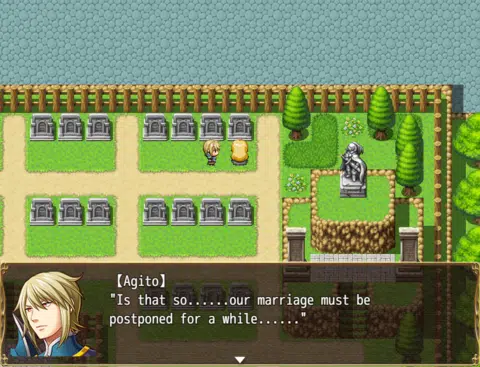 【Agito】
"Is that so......our marriage must be
postponed for a while......"